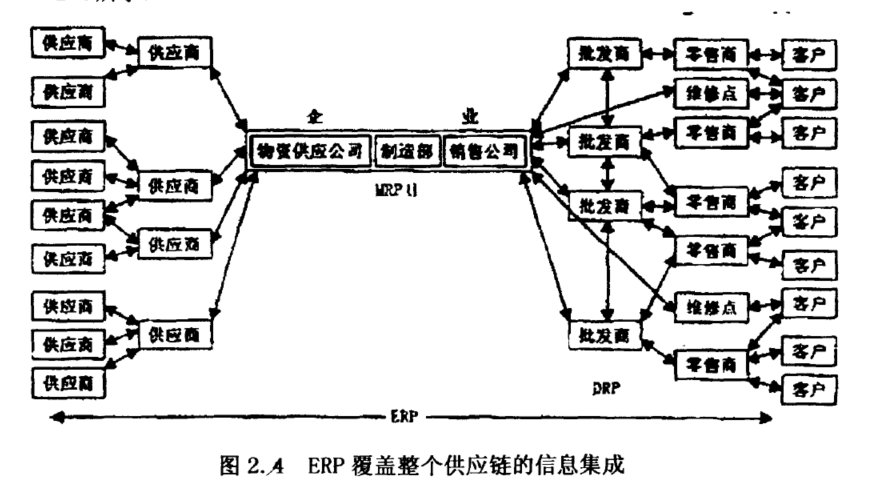 供应商 供应商 批发商 零售商 客户
供应商 维修点 客户
企 业
供应商 批发商 零售商 客户
物资供应公司 制造部 销售公司
供应商 供应商 MRPⅡ 批发商 零售商 客户
供应商 供应商 零售商 客户
供应商 客户
供应商 供应商 批发商 维修点 客户
供应商 零售商 客户
供应商 DRP 客户
ERP
图 2.4 ERP 覆盖整个供应链的信息集成